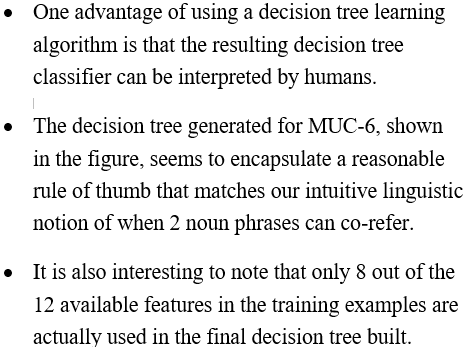 • One advantage of using a decision tree learning
algorithm is that the resulting decision tree
classifier can be interpreted by humans.
• The decision tree generated for MUC-6, shown
in the figure, seems to encapsulate a reasonable
rule of thumb that matches our intuitive linguistic
notion of when 2 noun phrases can co-refer.
• It is also interesting to note that only 8 out of the
12 available features in the training examples are
actually used in the final decision tree built.